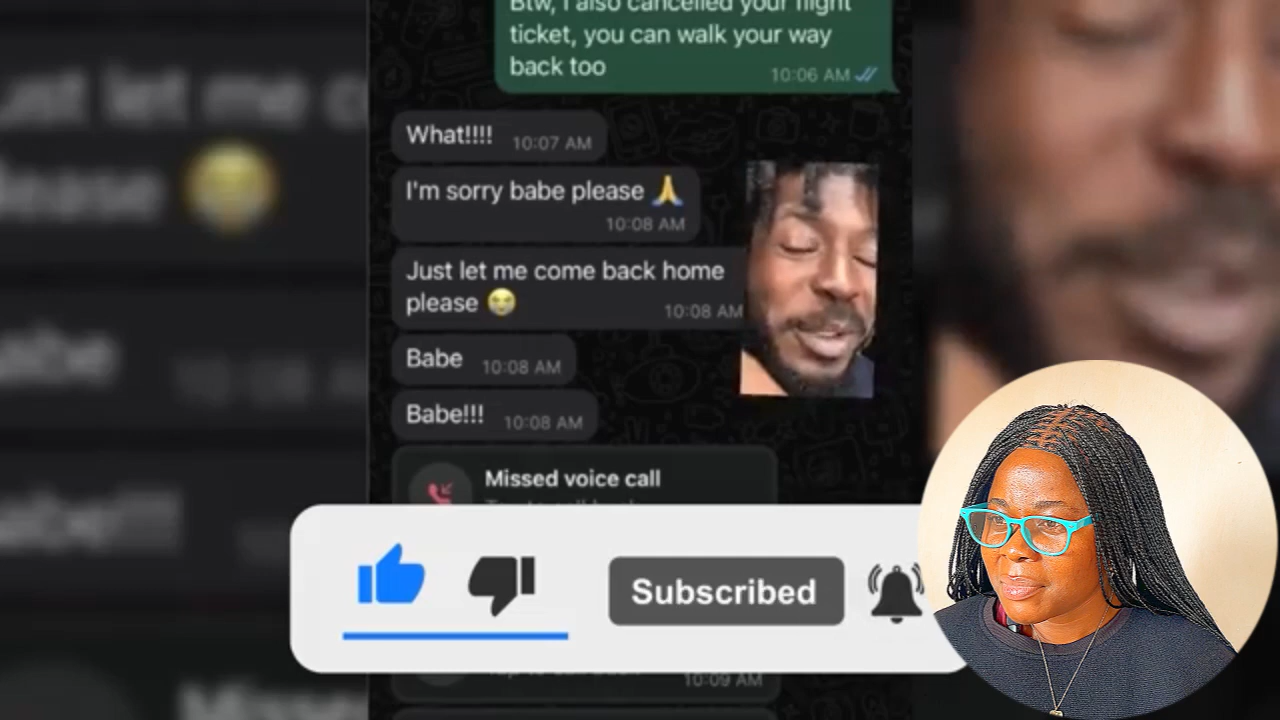 Btw, I also cancelled your flight
ticket, you can walk your way
back too
10:06 AM
What!!!!
10:07 AM
I'm sorry babe please 🙏
10:08 AM
Just let me come back home
please 😭
10:08 AM
Babe
10:08 AM
Babe!!!
10:08 AM
Missed voice call
Subscribed
10:09 AM